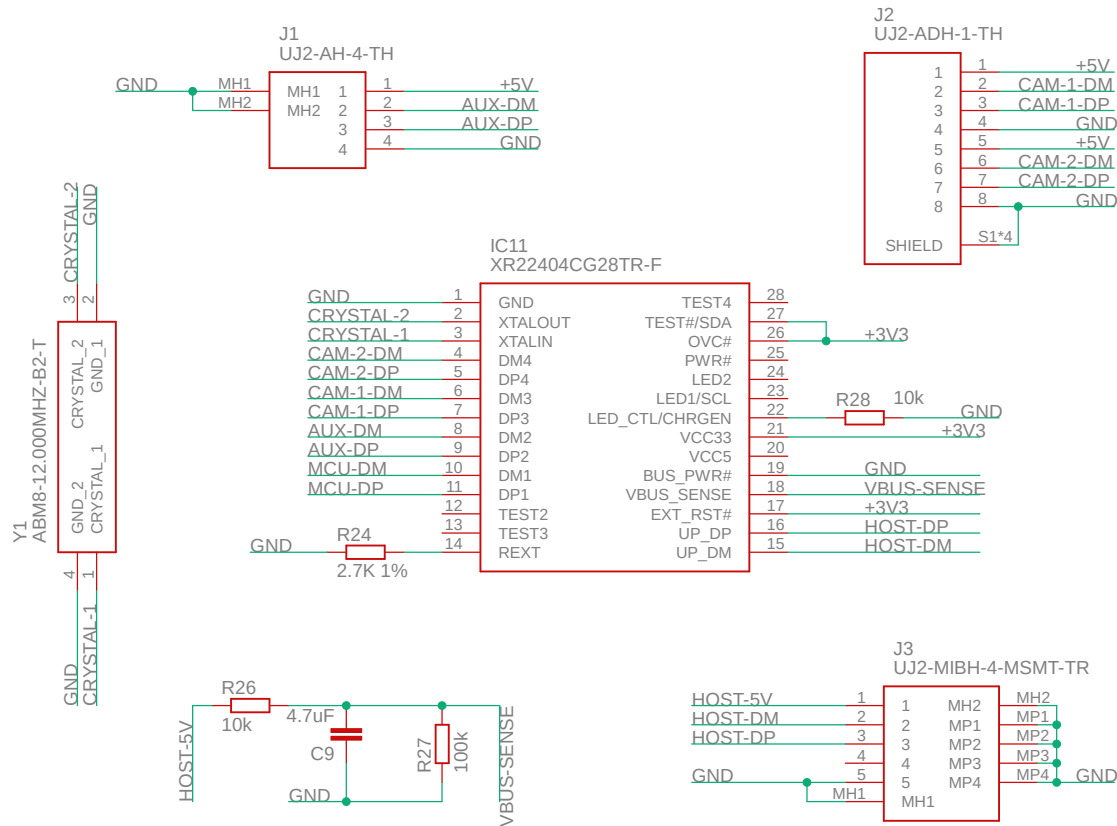 J1
UJ2-AH-4-TH
GND
MH1 MH1 1 1 +5V
MH2 MH2 2 2 AUX-DM
3 3 AUX-DP
4 4 GND
J2
UJ2-ADH-1-TH
1 1 +5V
2 2 CAM-1-DM
3 3 CAM-1-DP
4 4 GND
5 5 +5V
6 6 CAM-2-DM
7 7 CAM-2-DP
8 8 GND
SHIELD S1*4
CRYSTAL-2
GND
3 2
CRYSTAL_2
GND_1
GND_2
CRYSTAL_1
Y1
ABM8-12.000MHZ-B2-T
4 1
GND
CRYSTAL-1
IC11
XR22404CG28TR-F
GND 1 GND TEST4 28
CRYSTAL-2 2 XTALOUT TEST#/SDA 27
CRYSTAL-1 3 XTALIN OVC# 26 +3V3
CAM-2-DM 4 DM4 PWR# 25
CAM-2-DP 5 DP4 LED2 24
CAM-1-DM 6 DM3 LED1/SCL 23
CAM-1-DP 7 DP3 LED_CTL/CHRGEN 22 R28 10k GND
AUX-DM 8 DM2 VCC33 21 +3V3
AUX-DP 9 DP2 VCC5 20
MCU-DM 10 DM1 BUS_PWR# 19 GND
MCU-DP 11 DP1 VBUS_SENSE 18 VBUS-SENSE
12 TEST2 EXT_RST# 17 +3V3
13 TEST3 UP_DP 16 HOST-DP
GND R24 14 REXT UP_DM 15 HOST-DM
2.7K 1%
R26
10k
HOST-5V
4.7uF
C9
R27
100k
GND
VBUS-SENSE
J3
UJ2-MIBH-4-MSMT-TR
HOST-5V 1 1 MH2 MH2
HOST-DM 2 2 MP1 MP1
HOST-DP 3 3 MP2 MP2
4 4 MP3 MP3
GND 5 5 MP4 MP4 GND
MH1 MH1